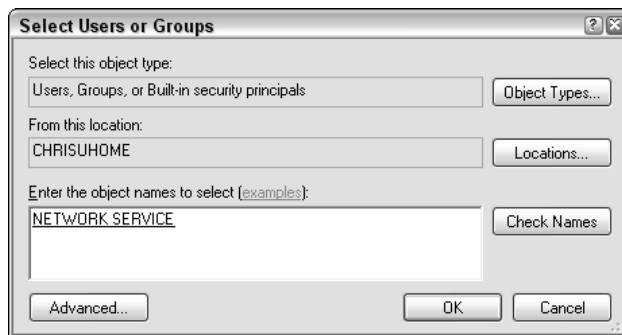 Select Users or Groups
Select this object type:
Users, Groups, or Built-in security principals
Object Types...
From this location:
CHRISUHOME
Locations...
Enter the object names to select (examples):
NETWORK SERVICE
Check Names
Advanced...
OK
Cancel